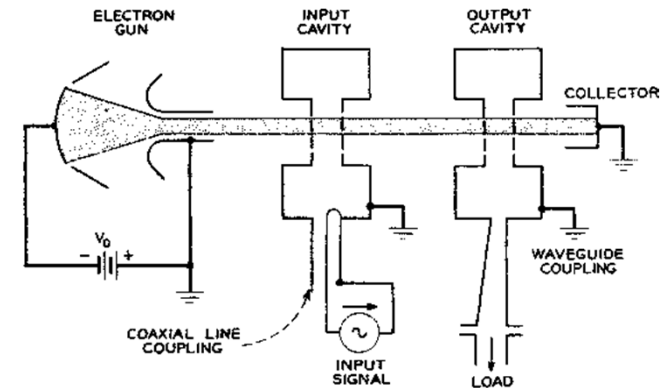 ELECTRON
GUN
INPUT
CAVITY
OUTPUT
CAVITY
COLLECTOR
V₀
- +
WAVEGUIDE
COUPLING
COAXIAL LINE
COUPLING
~
INPUT
SIGNAL
LOAD